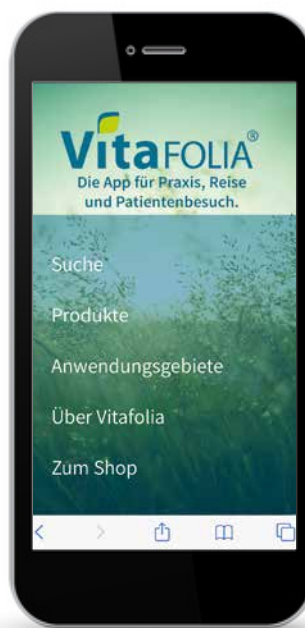 VitaFOLIA®
Die App für Praxis, Reise
und Patientenbesuch.
Suche
Produkte
Anwendungsgebiete
Über Vitafolia
Zum Shop